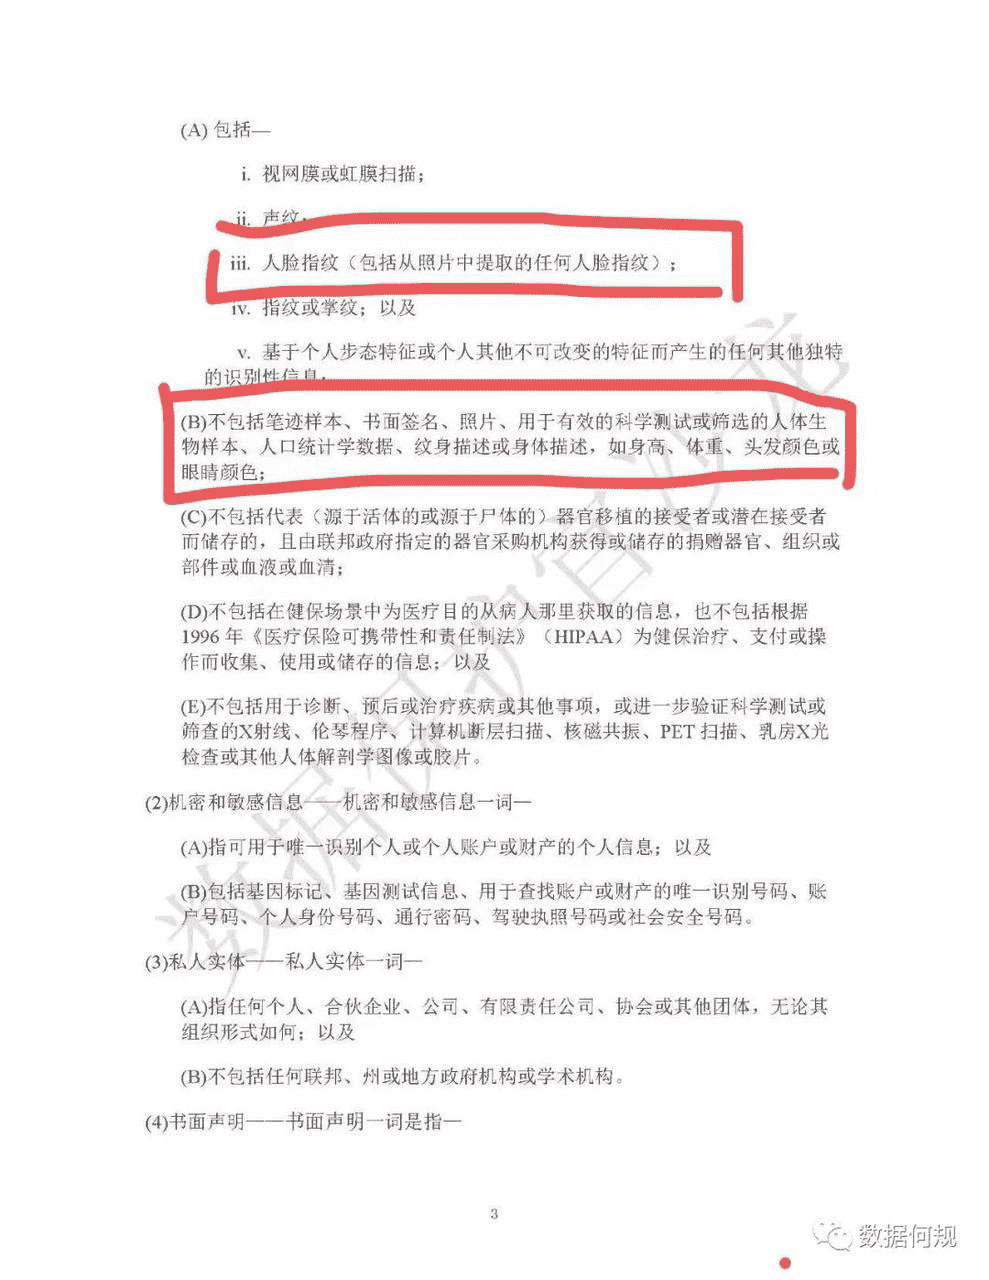 (A) 包括—
i. 视网膜或虹膜扫描；
ii. 声纹；
iii. 人脸指纹（包括从照片中提取的任何人脸指纹）；
iv. 指纹或掌纹；以及
v. 基于个人步态特征或个人其他不可改变的特征而产生的任何其他独特
的识别性信息；
(B)不包括笔迹样本、书面签名、照片、用于有效的科学测试或筛选的人体生
物样本、人口统计学数据、纹身描述或身体描述，如身高、体重、头发颜色或
眼睛颜色；
(C)不包括代表（源于活体的或源于尸体的）器官移植的接受者或潜在接受者
而储存的，且由联邦政府指定的器官采购机构获得或储存的捐赠器官、组织或
部件或血液或血清；
(D)不包括在健保场景中为医疗目的从病人那里获取的信息，也不包括根据
1996 年《医疗保险可携带性和责任制法》（HIPAA）为健保治疗、支付或操
作而收集、使用或储存的信息；以及
(E)不包括用于诊断、预后或治疗疾病或其他事项，或进一步验证科学测试或
筛查的X射线、伦琴程序、计算机断层扫描、核磁共振、PET 扫描、乳房X光
检查或其他人体解剖学图像或胶片。
(2)机密和敏感信息——机密和敏感信息一词—
(A)指可用于唯一识别个人或个人账户或财产的个人信息；以及
(B)包括基因标记、基因测试信息、用于查找账户或财产的唯一识别号码、账
户号码、个人身份号码、通行密码、驾驶执照号码或社会安全号码。
(3)私人实体——私人实体一词—
(A)指任何个人、合伙企业、公司、有限责任公司、协会或其他团体，无论其
组织形式如何；以及
(B)不包括任何联邦、州或地方政府机构或学术机构。
(4)书面声明——书面声明一词是指—
3
数据保护官沙龙
数据何规